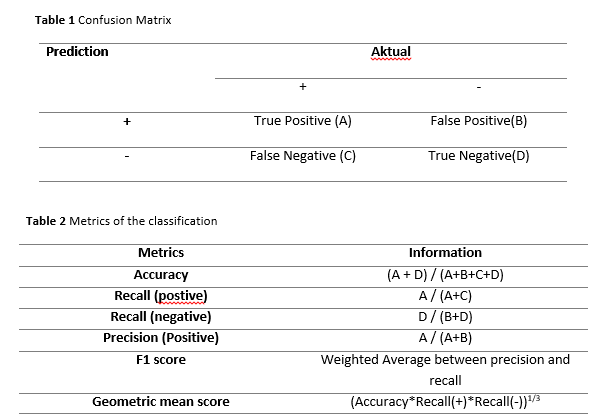 Table 1 Confusion Matrix
Prediction Aktual
+ -
+ True Positive (A) False Positive(B)
- False Negative (C) True Negative(D)
Table 2 Metrics of the classification
Metrics Information
Accuracy (A + D) / (A+B+C+D)
Recall (postive) A / (A+C)
Recall (negative) D / (B+D)
Precision (Positive) A / (A+B)
F1 score Weighted Average between precision and
recall
Geometric mean score (Accuracy*Recall(+)*Recall(-))1/3